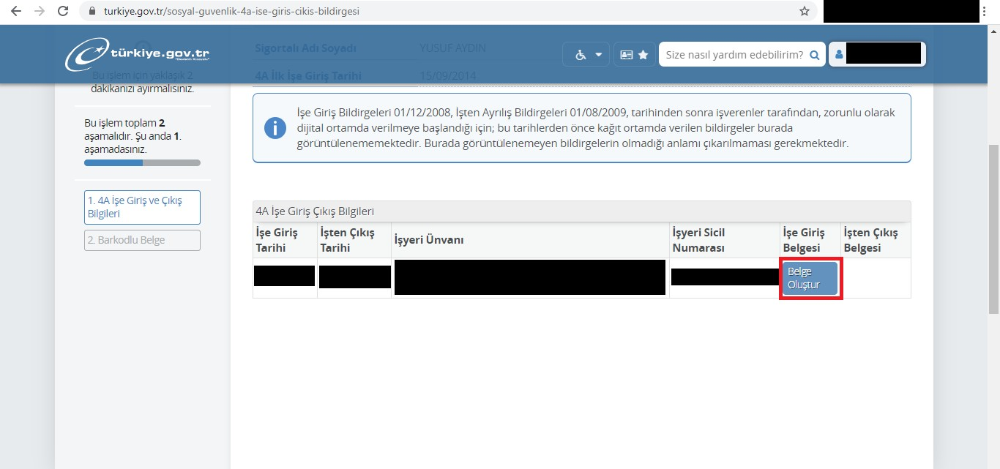 turkiye.gov.tr/sosyal-guvenlik-4a-ise-giris-cikis-bildirgesi
türkiye.gov.tr
Size nasıl yardım edebilirim?
Sigortalı Adı Soyadı YUSUF AYDIN
4A İlk İşe Giriş Tarihi 15/09/2014
Bu işlem için yaklaşık 2
dakikanızı ayırmalısınız.
Bu işlem toplam 2
aşamalıdır. Şu anda 1.
aşamadasınız.
1. 4A İşe Giriş ve Çıkış
Bilgileri
2. Barkodlu Belge
İşe Giriş Bildirgeleri 01/12/2008, İşten Ayrılış Bildirgeleri 01/08/2009, tarihinden sonra işverenler tarafından, zorunlu olarak
dijital ortamda verilmeye başlandığı için; bu tarihlerden önce kağıt ortamda verilen bildirgeler burada
görüntülenememektedir. Burada görüntülenemeyen bildirgelerin olmadığı anlamı çıkarılmaması gerekmektedir.
4A İşe Giriş Çıkış Bilgileri
İşe Giriş
Tarihi
İşten Çıkış
Tarihi
İşyeri Ünvanı
İşyeri Sicil
Numarası
İşe Giriş
Belgesi
İşten Çıkış
Belgesi
Belge
Oluştur